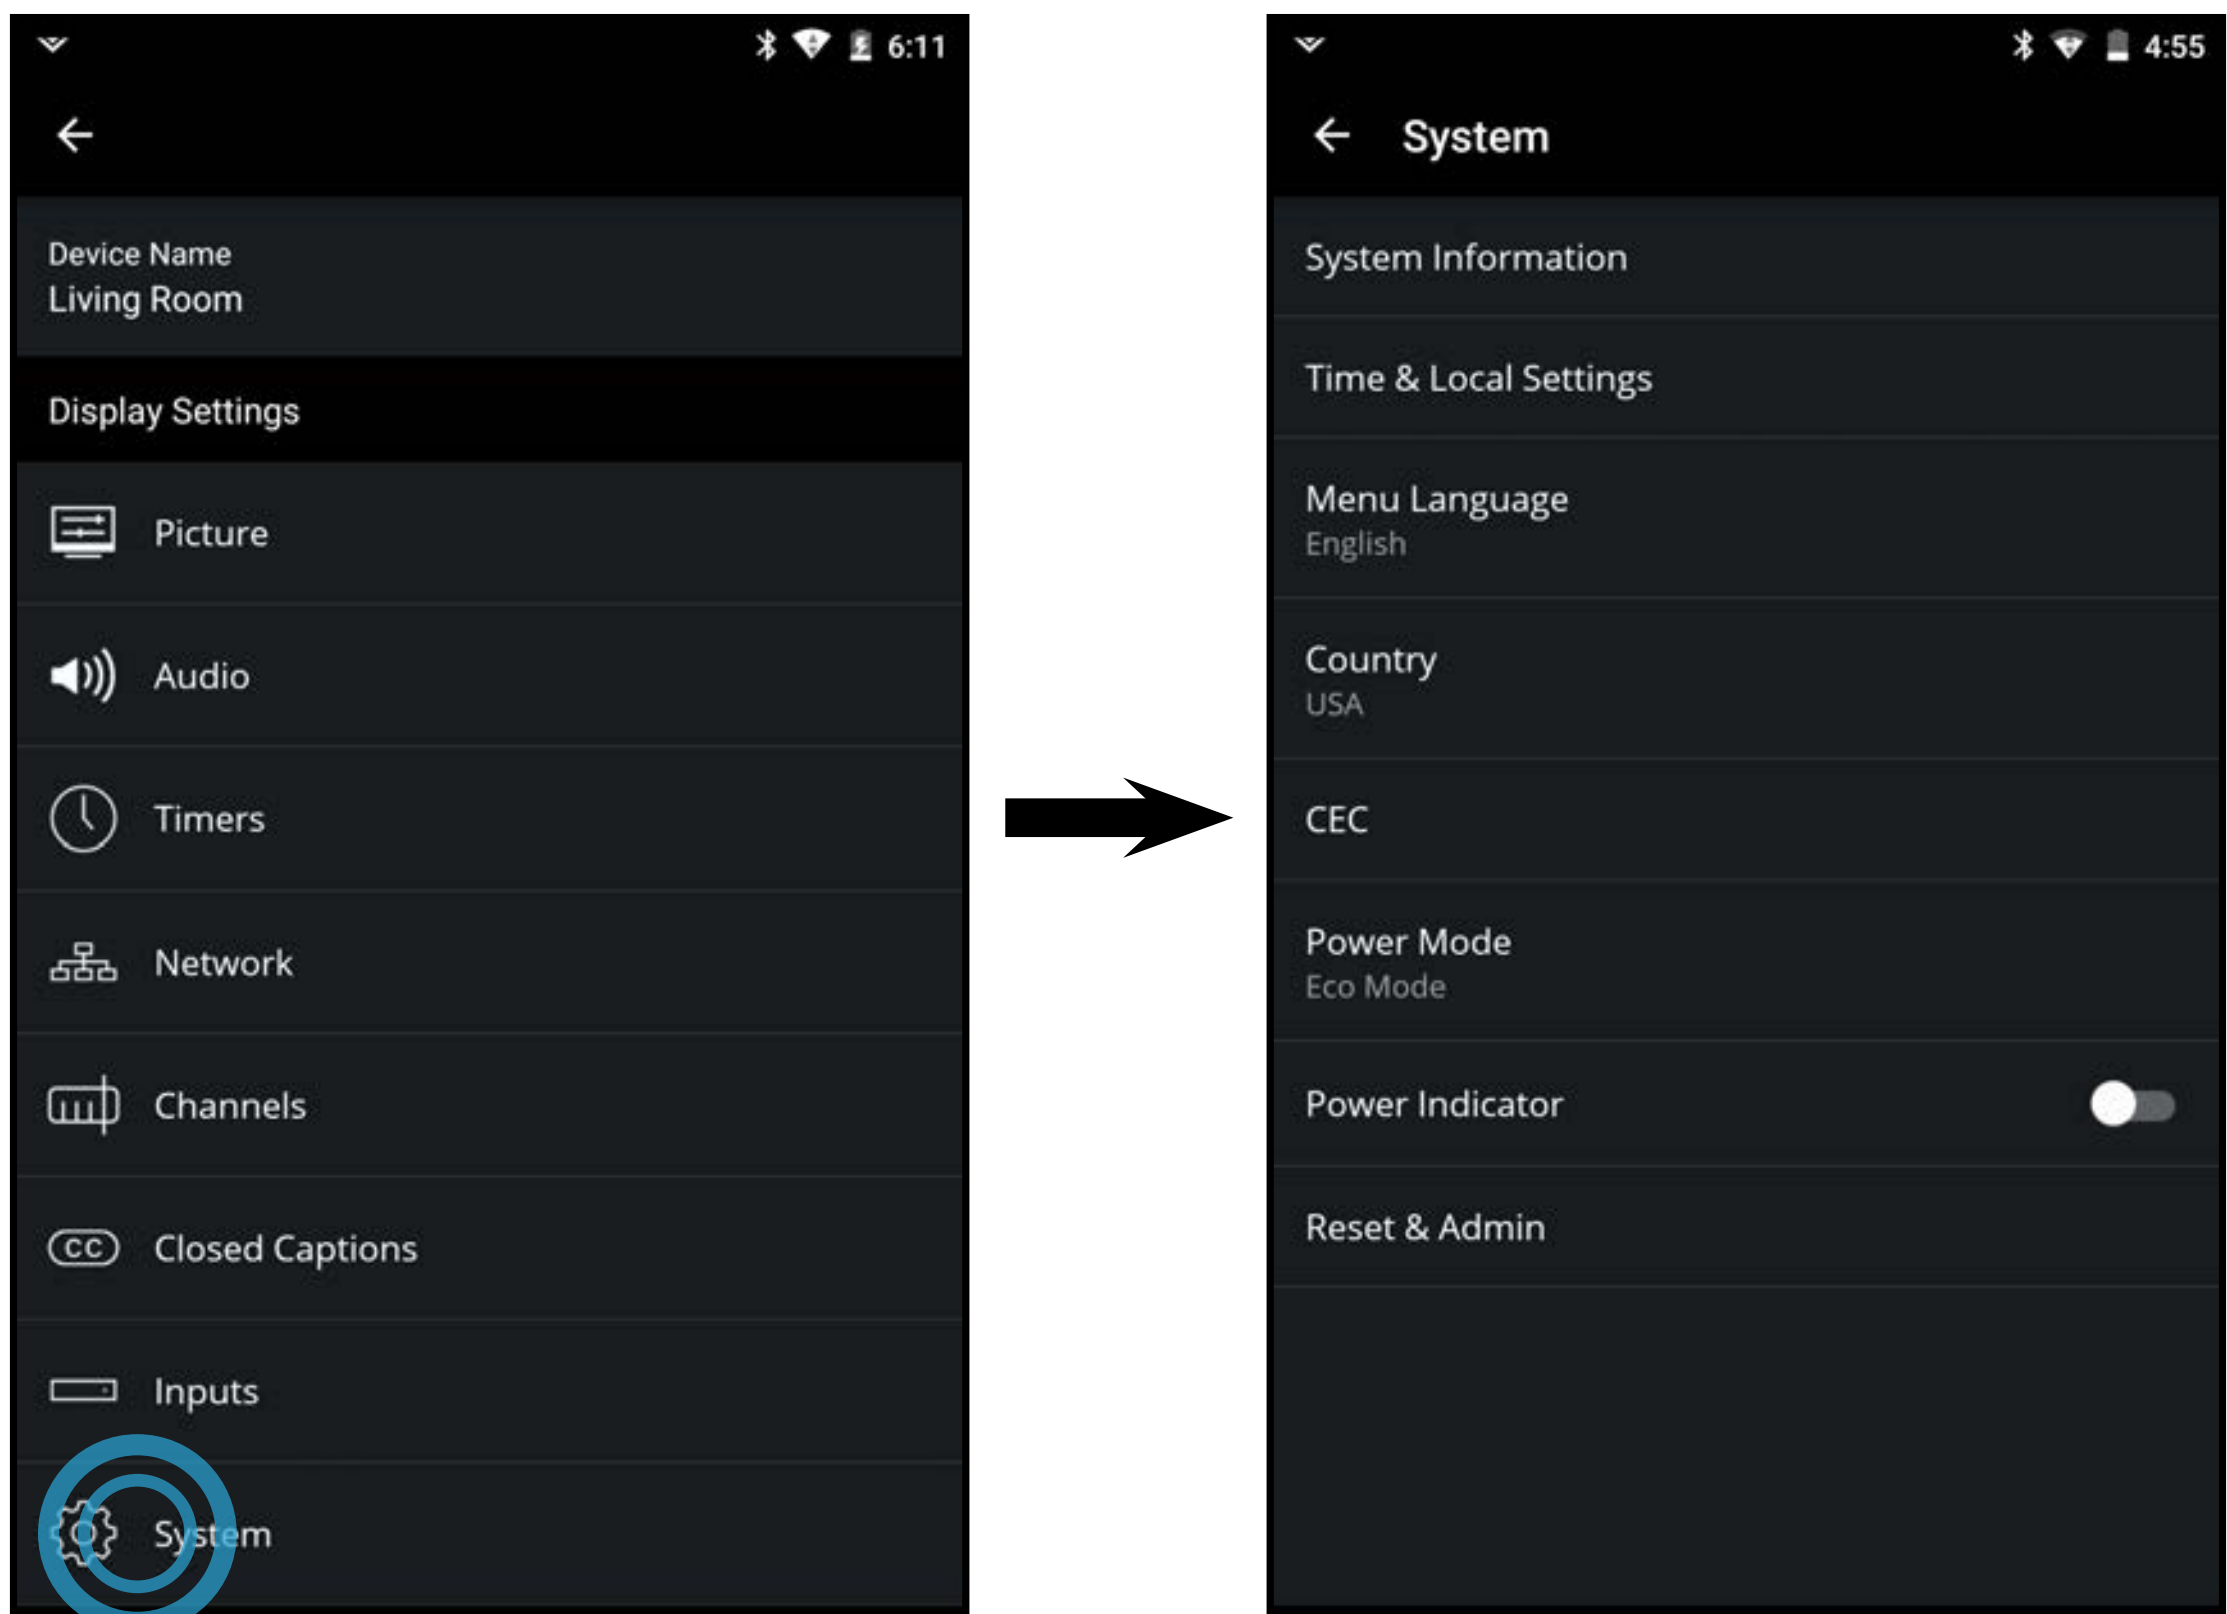 6:11
Device Name
Living Room
Display Settings
Picture
Audio
Timers
Network
Channels
CC Closed Captions
Inputs
System
4:55
System
System Information
Time & Local Settings
Menu Language
English
Country
USA
CEC
Power Mode
Eco Mode
Power Indicator
Reset & Admin